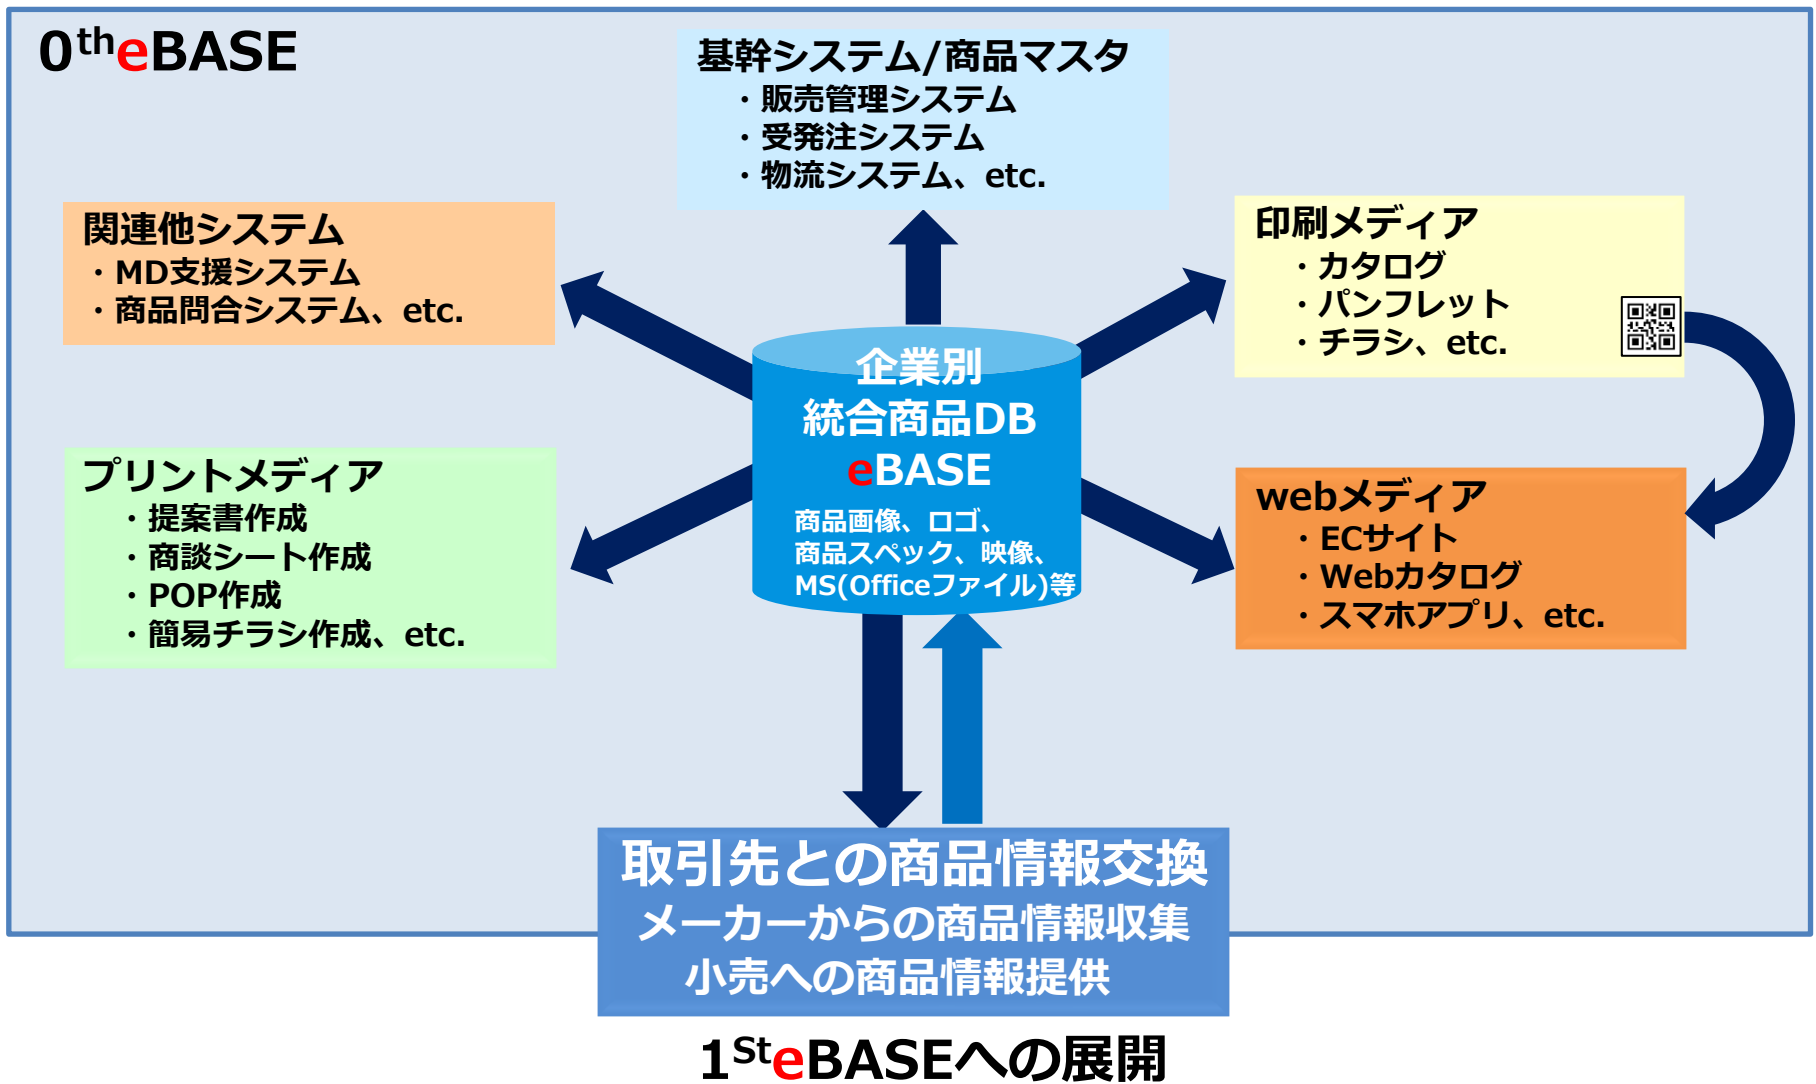 0th eBASE
基幹システム/商品マスタ
・販売管理システム
・受発注システム
・物流システム、etc.
関連他システム
・MD支援システム
・商品問合システム、etc.
印刷メディア
・カタログ
・パンフレット
・チラシ、etc.
企業別
統合商品DB
eBASE
商品画像、ロゴ、
商品スペック、映像、
MS(Officeファイル)等
プリントメディア
・提案書作成
・商談シート作成
・POP作成
・簡易チラシ作成、etc.
webメディア
・ECサイト
・Webカタログ
・スマホアプリ、etc.
取引先との商品情報交換
メーカーからの商品情報収集
小売への商品情報提供
1St eBASEへの展開